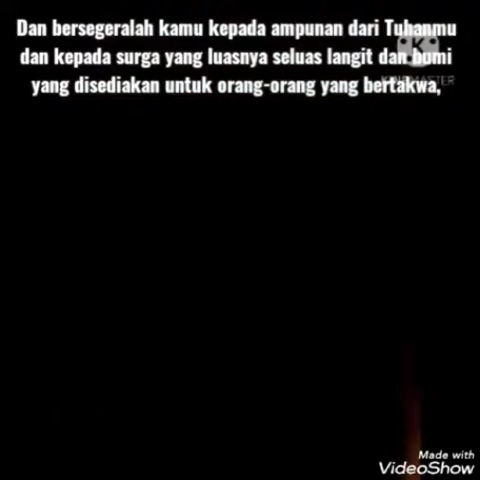 Dan bersegeralah kamu kepada ampunan dari Tuhanmu
dan kepada surga yang luasnya seluas langit dan bumi
yang disediakan untuk orang-orang yang bertakwa,
K
KINEMASTER
Made with
VideoShow